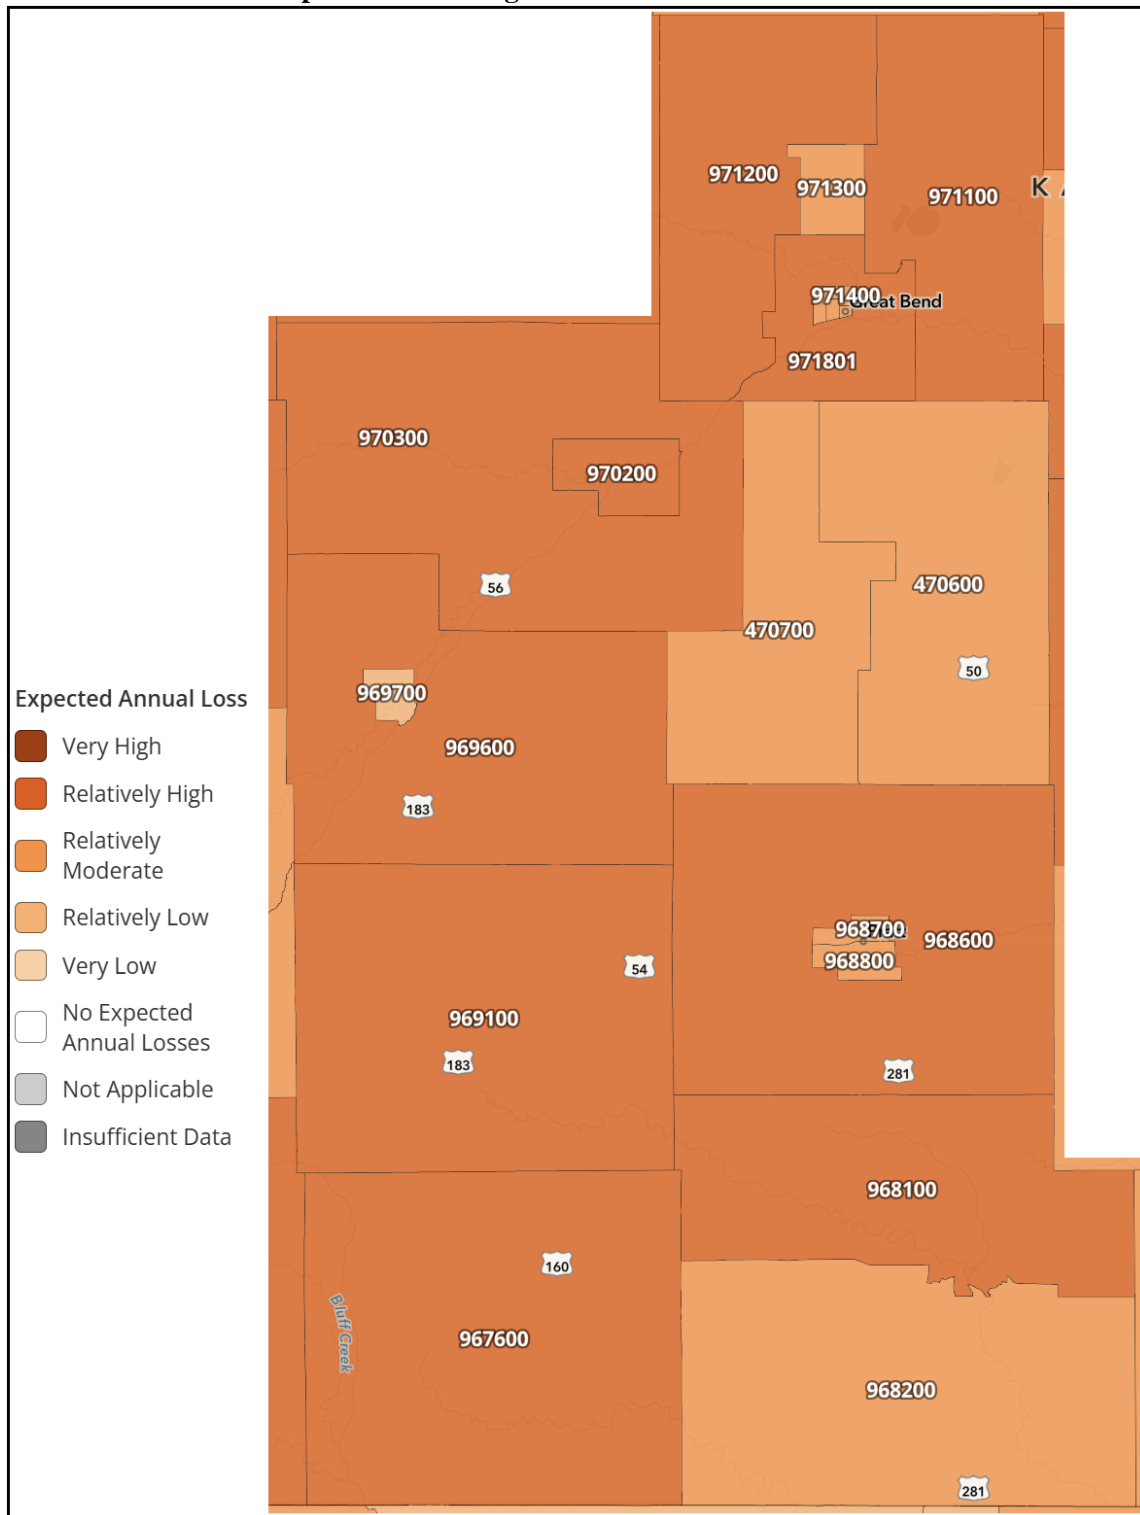 971200
971300
971100
K
971400
Great Bend
971801
970300
970200
56
470600
470700
50
Expected Annual Loss
Very High
Relatively High
Relatively
Moderate
Relatively Low
Very Low
No Expected
Annual Losses
Not Applicable
Insufficient Data
969700
969600
183
968700
968600
968800
54
969100
183
281
968100
160
Bluff Creek
967600
968200
281